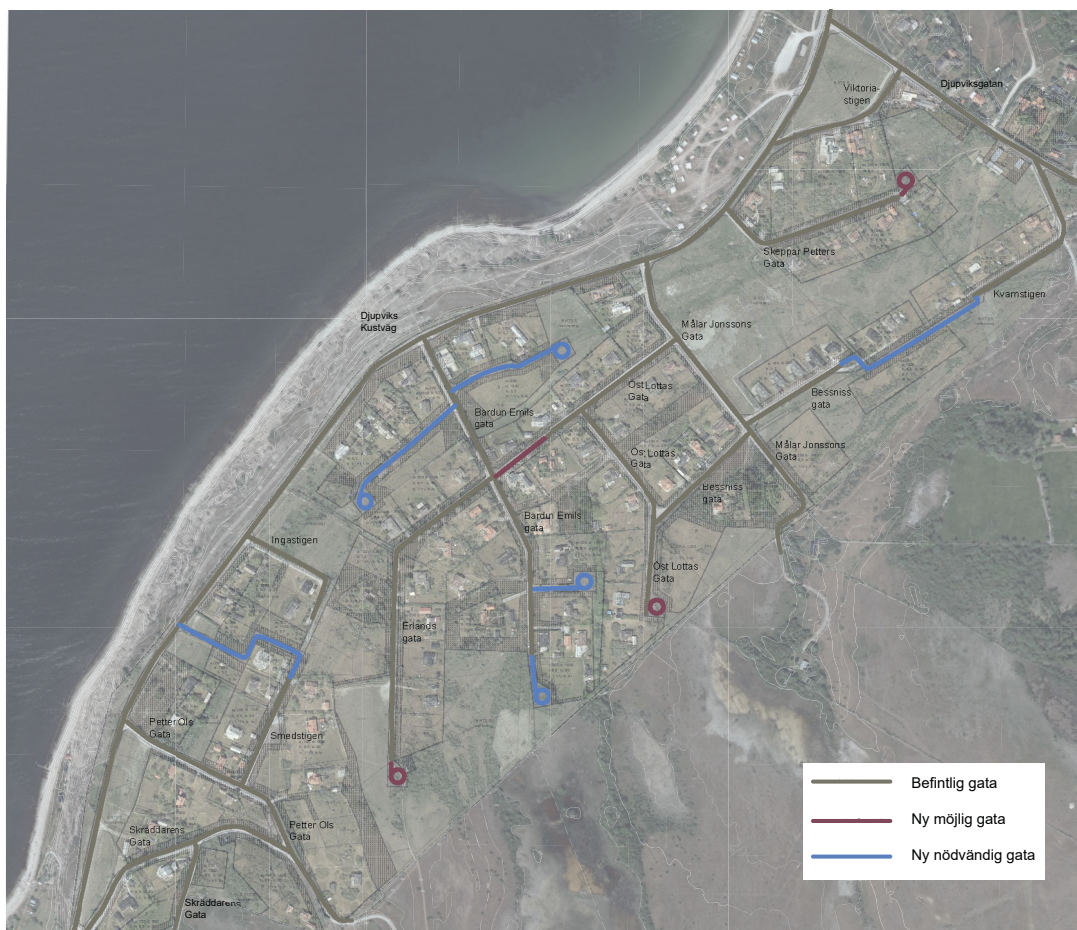 Viktoria-
stigen
Djupviksgatan
Skeppar Petters
Gata
Kvarnstigen
Djupviks
Kustväg
Målar Jonssons
Gata
Öst Lottas
Gata
Bessniss
gata
Bardun Emils
gata
Öst Lottas
Gata
Målar Jonssons
Gata
Bessniss
gata
Bardun Emils
gata
Ingastigen
Öst Lottas
Gata
Erlands
gata
Petter Ols
Gata
Smedstigen
Skräddarens
Gata
Petter Ols
Gata
Skräddarens
Gata
Befintlig gata
Ny möjlig gata
Ny nödvändig gata